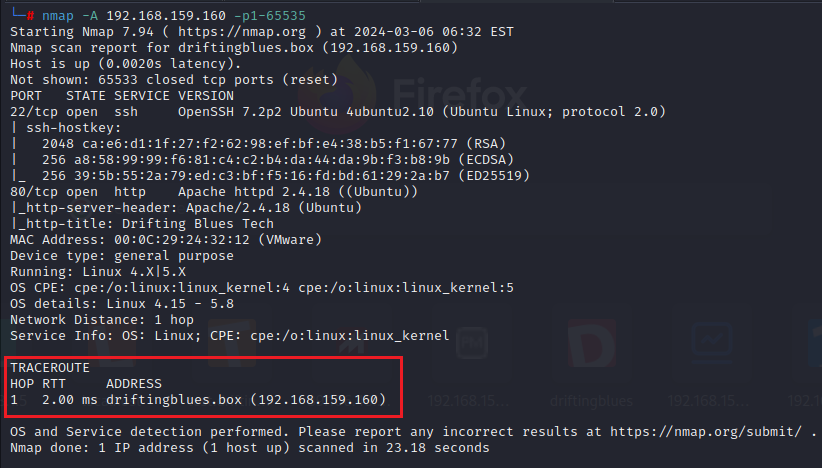 └─# nmap -A 192.168.159.160 -p1-65535
Starting Nmap 7.94 ( https://nmap.org ) at 2024-03-06 06:32 EST
Nmap scan report for driftingblues.box (192.168.159.160)
Host is up (0.0020s latency).
Not shown: 65533 closed tcp ports (reset)
PORT   STATE SERVICE VERSION
22/tcp open  ssh     OpenSSH 7.2p2 Ubuntu 4ubuntu2.10 (Ubuntu Linux; protocol 2.0)
| ssh-hostkey:
|   2048 ca:e6:d1:1f:27:f2:62:98:ef:bf:e4:38:b5:f1:67:77 (RSA)
|   256 a8:58:99:99:f6:81:c4:c2:b4:da:44:da:9b:f3:b8:9b (ECDSA)
|_  256 39:5b:55:2a:79:ed:c3:bf:f5:16:fd:bd:61:29:2a:b7 (ED25519)
80/tcp open  http    Apache httpd 2.4.18 ((Ubuntu))
|_http-server-header: Apache/2.4.18 (Ubuntu)
|_http-title: Drifting Blues Tech
MAC Address: 00:0C:29:24:32:12 (VMware)
Device type: general purpose
Running: Linux 4.X|5.X
OS CPE: cpe:/o:linux:linux_kernel:4 cpe:/o:linux:linux_kernel:5
OS details: Linux 4.15 - 5.8
Network Distance: 1 hop
Service Info: OS: Linux; CPE: cpe:/o:linux:linux_kernel
TRACEROUTE
HOP RTT     ADDRESS
1   2.00 ms driftingblues.box (192.168.159.160)
OS and Service detection performed. Please report any incorrect results at https://nmap.org/submit/ .
Nmap done: 1 IP address (1 host up) scanned in 23.18 seconds
Firefox
192.168.15...
driftingblues
192.168.15...